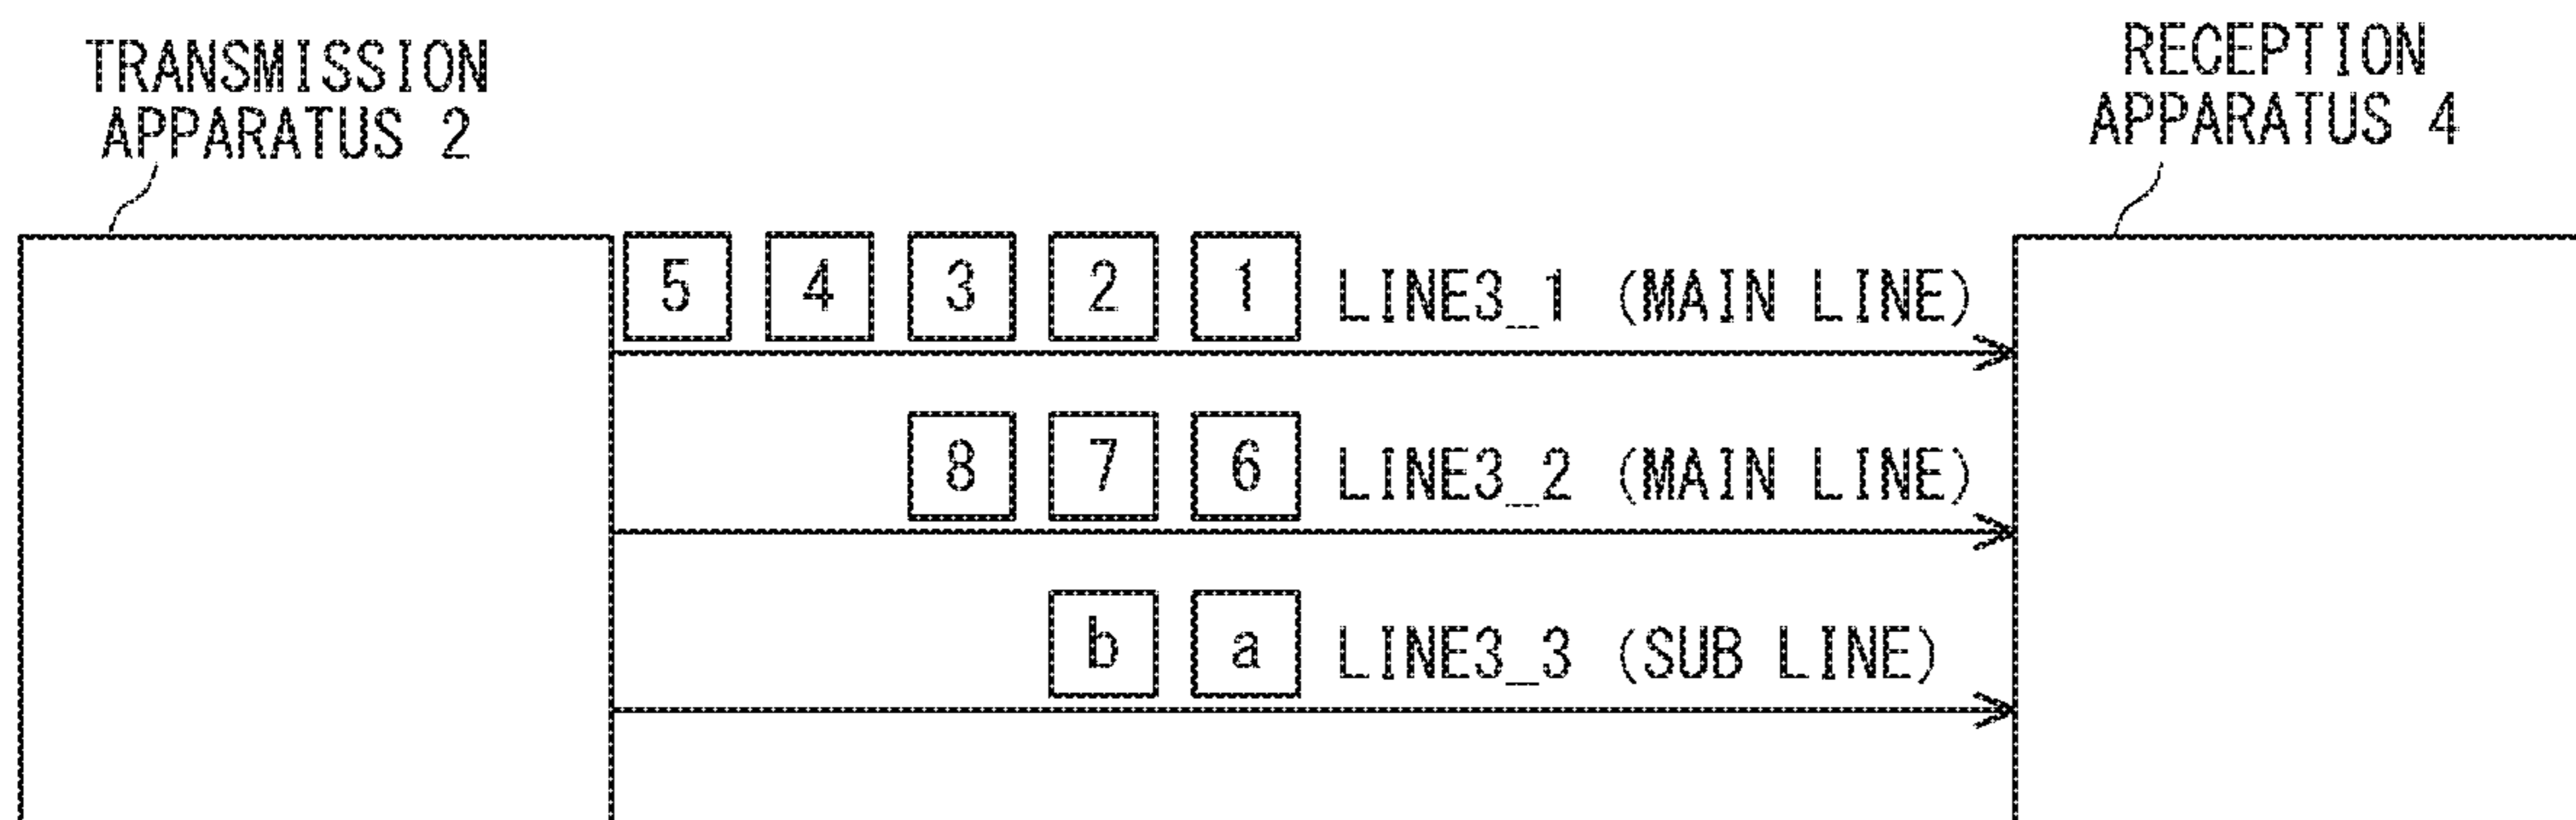 TRANSMISSION
APPARATUS 2
RECEPTION
APPARATUS 4
5 4 3 2 1 LINE3_1 (MAIN LINE)
8 7 6 LINE3_2 (MAIN LINE)
b a LINE3_3 (SUB LINE)